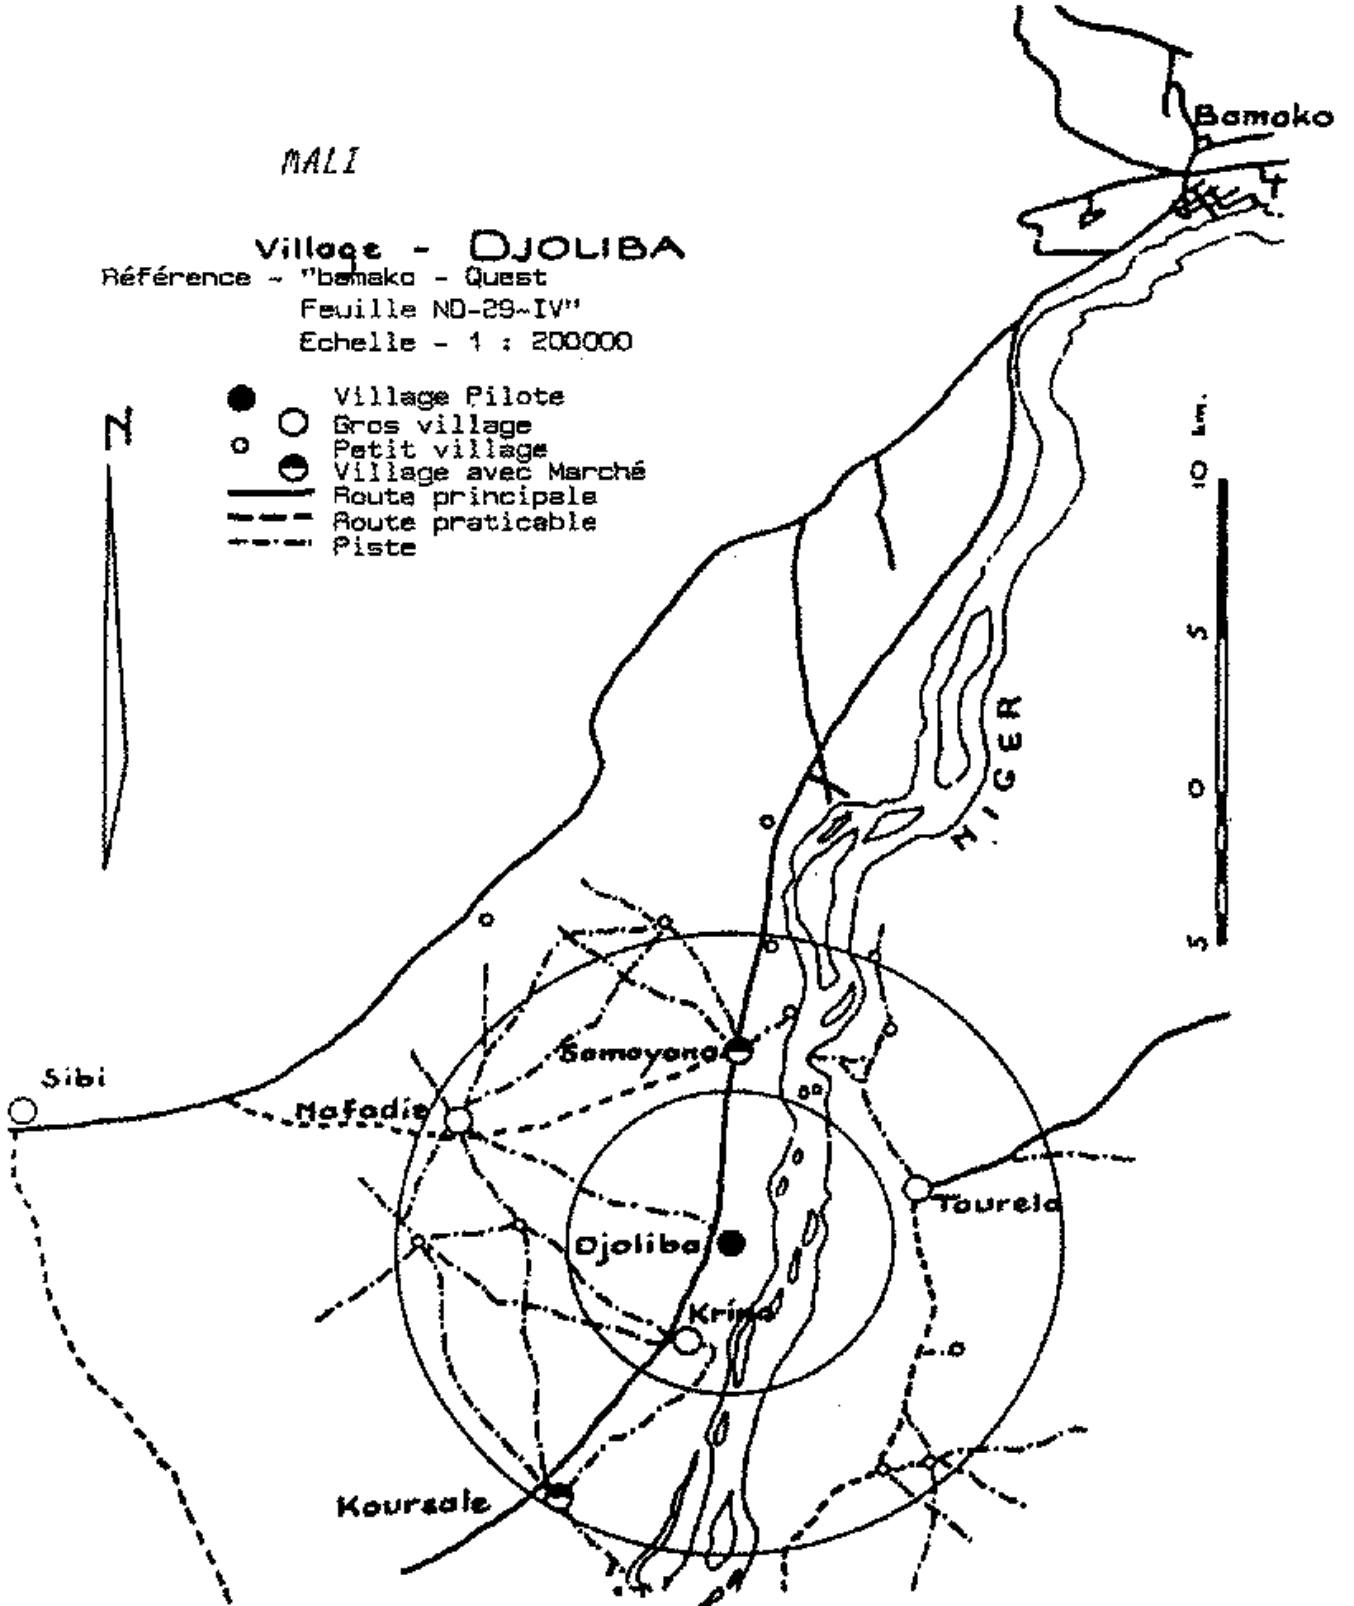 Bamako
MALI
Village - DJOLIBA
Référence - "bamako - Quest
Feuille ND-29-IV"
Echelle - 1 : 200000
Village Pilote
Gros village
Petit village
Village avec Marché
Route principale
Route praticable
Piste
N
10 km.
5
0
5
NIGER
Samayana
Sibi
Mafadie
Tourela
Djoliba
Krina
Koursale